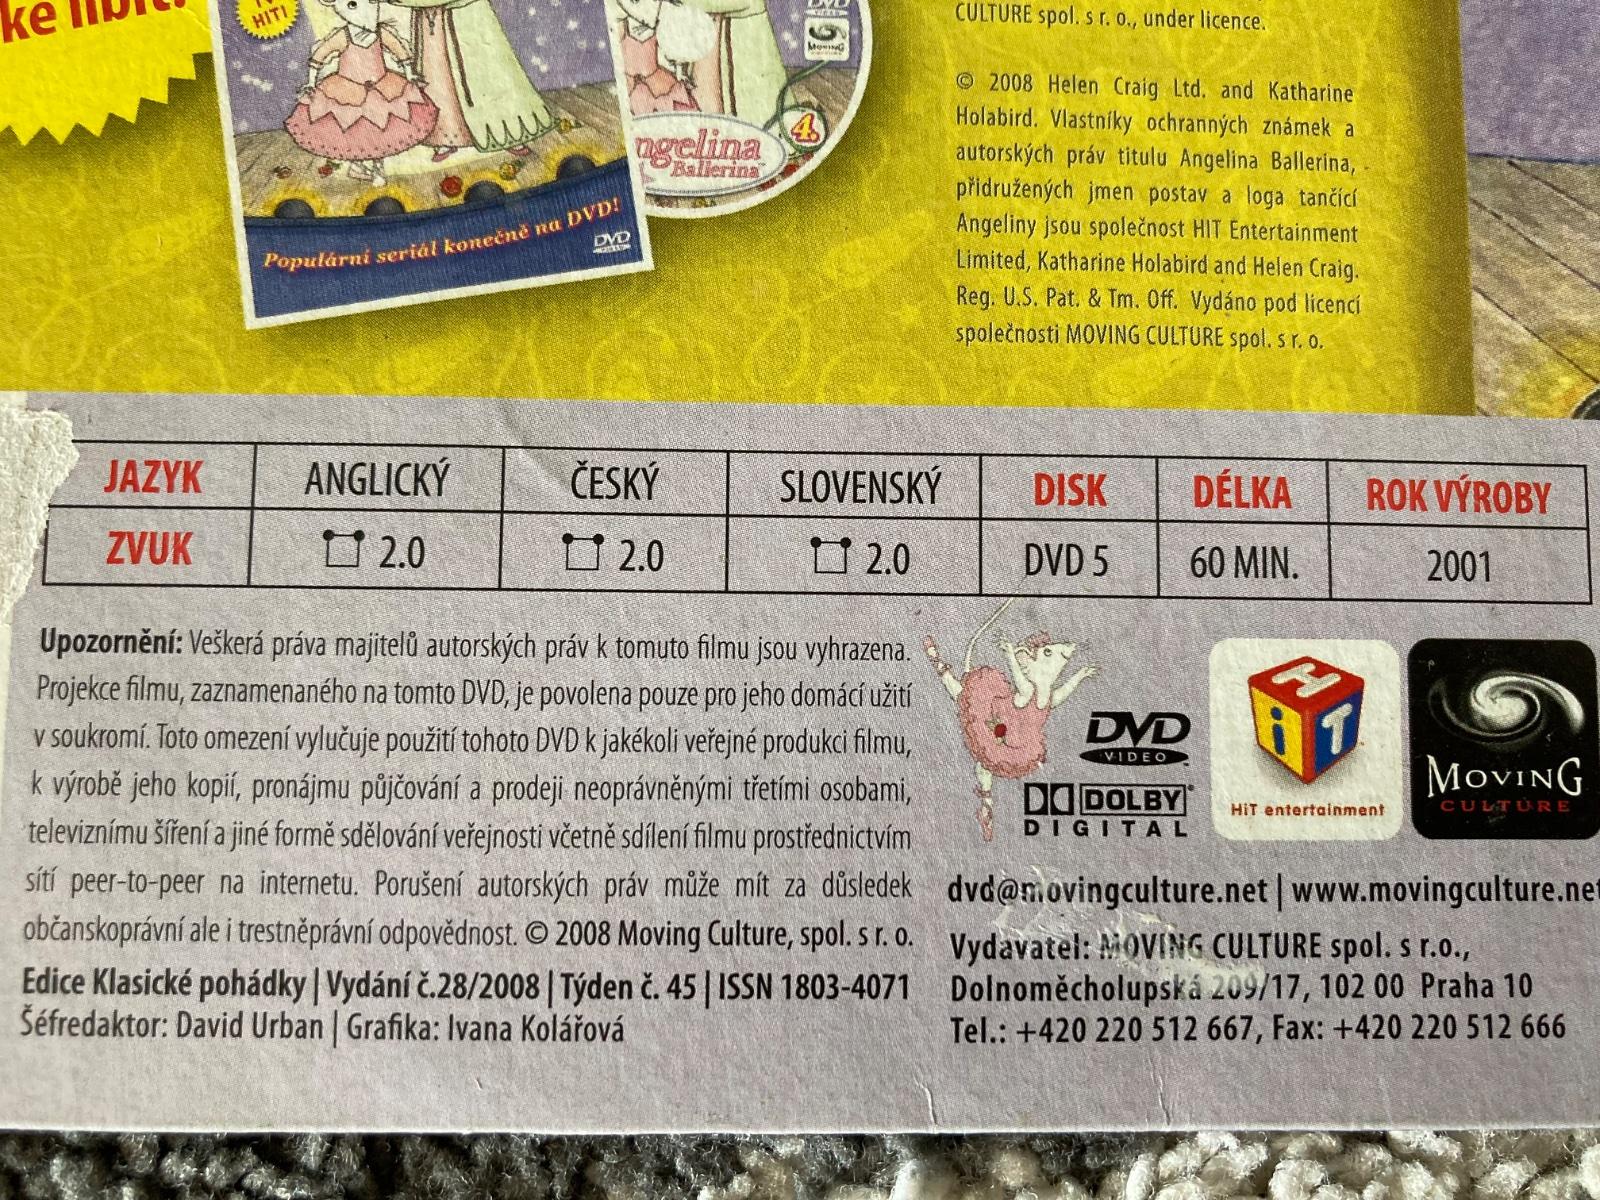 ke líbit!
TV
HIT!
Populární seriál konečně na DVD!
DVD
VIDEO
DVD
VIDEO
MOVING
CULTURE
4.
ngelina
Ballerina
CULTURE spol. s r. o., under licence.
© 2008 Helen Craig Ltd. and Katharine
Holabird. Vlastníky ochranných známek a
autorských práv titulu Angelina Ballerina,
přidružených jmen postav a loga tančící
Angeliny jsou společnost HIT Entertainment
Limited, Katharine Holabird and Helen Craig.
Reg. U.S. Pat. & Tm. Off. Vydáno pod licencí
společnosti MOVING CULTURE spol. s r. o.
JAZYK ANGLICKÝ ČESKÝ SLOVENSKÝ DISK DÉLKA ROK VÝROBY
ZVUK 2.0 2.0 2.0 DVD 5 60 MIN. 2001
Upozornění: Veškerá práva majitelů autorských práv k tomuto filmu jsou vyhrazena.
Projekce filmu, zaznamenaného na tomto DVD, je povolena pouze pro jeho domácí užití
v soukromí. Toto omezení vylučuje použití tohoto DVD k jakékoli veřejné produkci filmu,
k výrobě jeho kopií, pronájmu půjčování a prodeji neoprávněnými třetími osobami,
televiznímu šíření a jiné formě sdělování veřejnosti včetně sdílení filmu prostřednictvím
sítí peer-to-peer na internetu. Porušení autorských práv může mít za důsledek
občanskoprávní ale i trestněprávní odpovědnost. © 2008 Moving Culture, spol. s r. o.
Edice Klasické pohádky | Vydání č.28/2008 | Týden č. 45 | ISSN 1803-4071
Šéfredaktor: David Urban | Grafika: Ivana Kolářová
DVD
VIDEO
DOLBY
DIGITAL
HiT
HiT entertainment
MOVING
CULTURE
dvd@movingculture.net | www.movingculture.net
Vydavatel: MOVING CULTURE spol. s r.o.,
Dolnoměcholupská 209/17, 102 00 Praha 10
Tel.: +420 220 512 667, Fax: +420 220 512 666